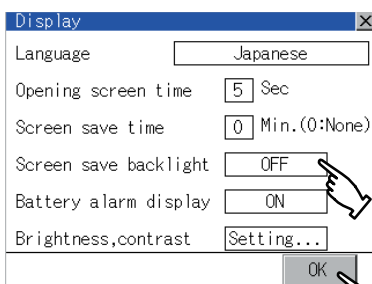 Display
Language Japanese
Opening screen time 5 Sec
Screen save time 0 Min.(0:None)
Screen save backlight OFF
Battery alarm display ON
Brightness,contrast Setting...
OK